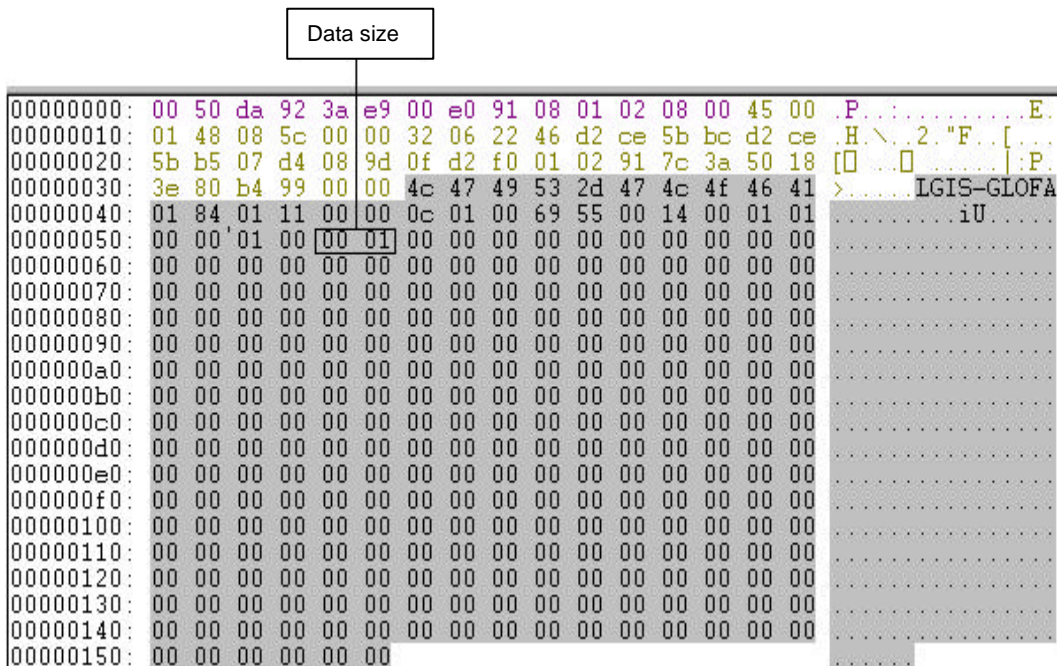 Data size
00000000: 00 50 da 92 3a e9 00 e0 91 08 01 02 08 00 45 00 .P..:.........E.
00000010: 01 48 08 5c 00 00 32 06 22 46 d2 ce 5b bc d2 ce .H.\..2."F..[...
00000020: 5b b5 07 d4 08 9d 0f d2 f0 01 02 91 7c 3a 50 18 [▯...▯......|:P.
00000030: 3e 80 b4 99 00 00 4c 47 49 53 2d 47 4c 4f 46 41 >.....LGIS-GLOFA
00000040: 01 84 01 11 00 00 0c 01 00 69 55 00 14 00 01 01 .........iU.....
00000050: 00 00'01 00 00 01 00 00 00 00 00 00 00 00 00 00 ................
00000060: 00 00 00 00 00 00 00 00 00 00 00 00 00 00 00 00 ................
00000070: 00 00 00 00 00 00 00 00 00 00 00 00 00 00 00 00 ................
00000080: 00 00 00 00 00 00 00 00 00 00 00 00 00 00 00 00 ................
00000090: 00 00 00 00 00 00 00 00 00 00 00 00 00 00 00 00 ................
000000a0: 00 00 00 00 00 00 00 00 00 00 00 00 00 00 00 00 ................
000000b0: 00 00 00 00 00 00 00 00 00 00 00 00 00 00 00 00 ................
000000c0: 00 00 00 00 00 00 00 00 00 00 00 00 00 00 00 00 ................
000000d0: 00 00 00 00 00 00 00 00 00 00 00 00 00 00 00 00 ................
000000e0: 00 00 00 00 00 00 00 00 00 00 00 00 00 00 00 00 ................
000000f0: 00 00 00 00 00 00 00 00 00 00 00 00 00 00 00 00 ................
00000100: 00 00 00 00 00 00 00 00 00 00 00 00 00 00 00 00 ................
00000110: 00 00 00 00 00 00 00 00 00 00 00 00 00 00 00 00 ................
00000120: 00 00 00 00 00 00 00 00 00 00 00 00 00 00 00 00 ................
00000130: 00 00 00 00 00 00 00 00 00 00 00 00 00 00 00 00 ................
00000140: 00 00 00 00 00 00 00 00 00 00 00 00 00 00 00 00 ................
00000150: 00 00 00 00 00 00 ......